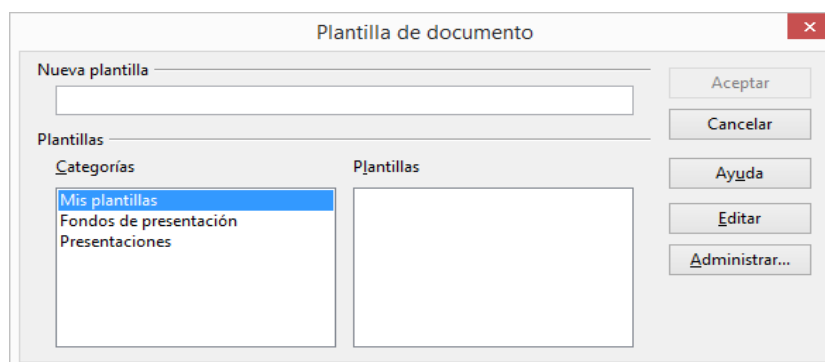 Plantilla de documento
Nueva plantilla
Aceptar
Cancelar
Plantillas
Categorías
Plantillas
Ayuda
Mis plantillas
Fondos de presentación
Presentaciones
Editar
Administrar...